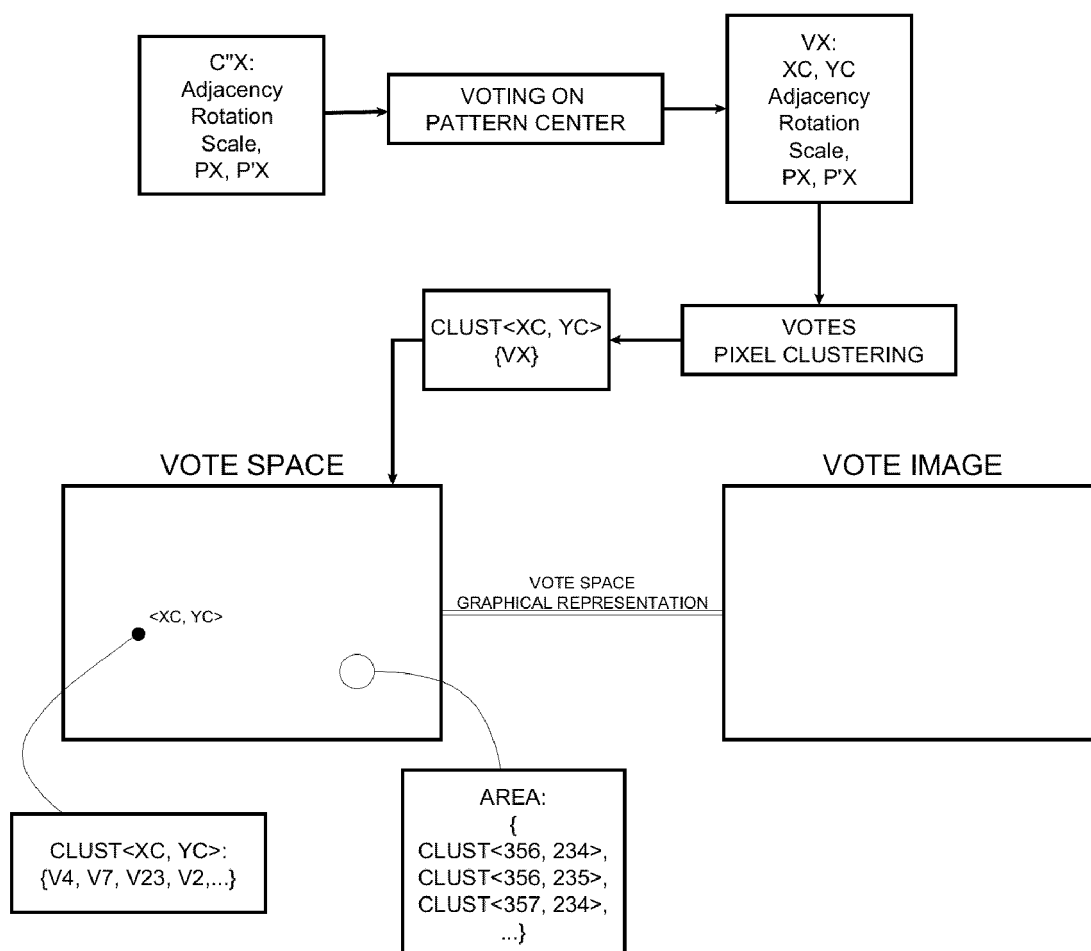 C"X:
Adjacency
Rotation
Scale,
PX, P'X
VOTING ON
PATTERN CENTER
VX:
XC, YC
Adjacency
Rotation
Scale,
PX, P'X
CLUST<XC, YC>
{VX}
VOTES
PIXEL CLUSTERING
VOTE SPACE
VOTE IMAGE
VOTE SPACE
GRAPHICAL REPRESENTATION
<XC, YC>
CLUST<XC, YC>:
{V4, V7, V23, V2,...}
AREA:
{
CLUST<356, 234>,
CLUST<356, 235>,
CLUST<357, 234>,
...}